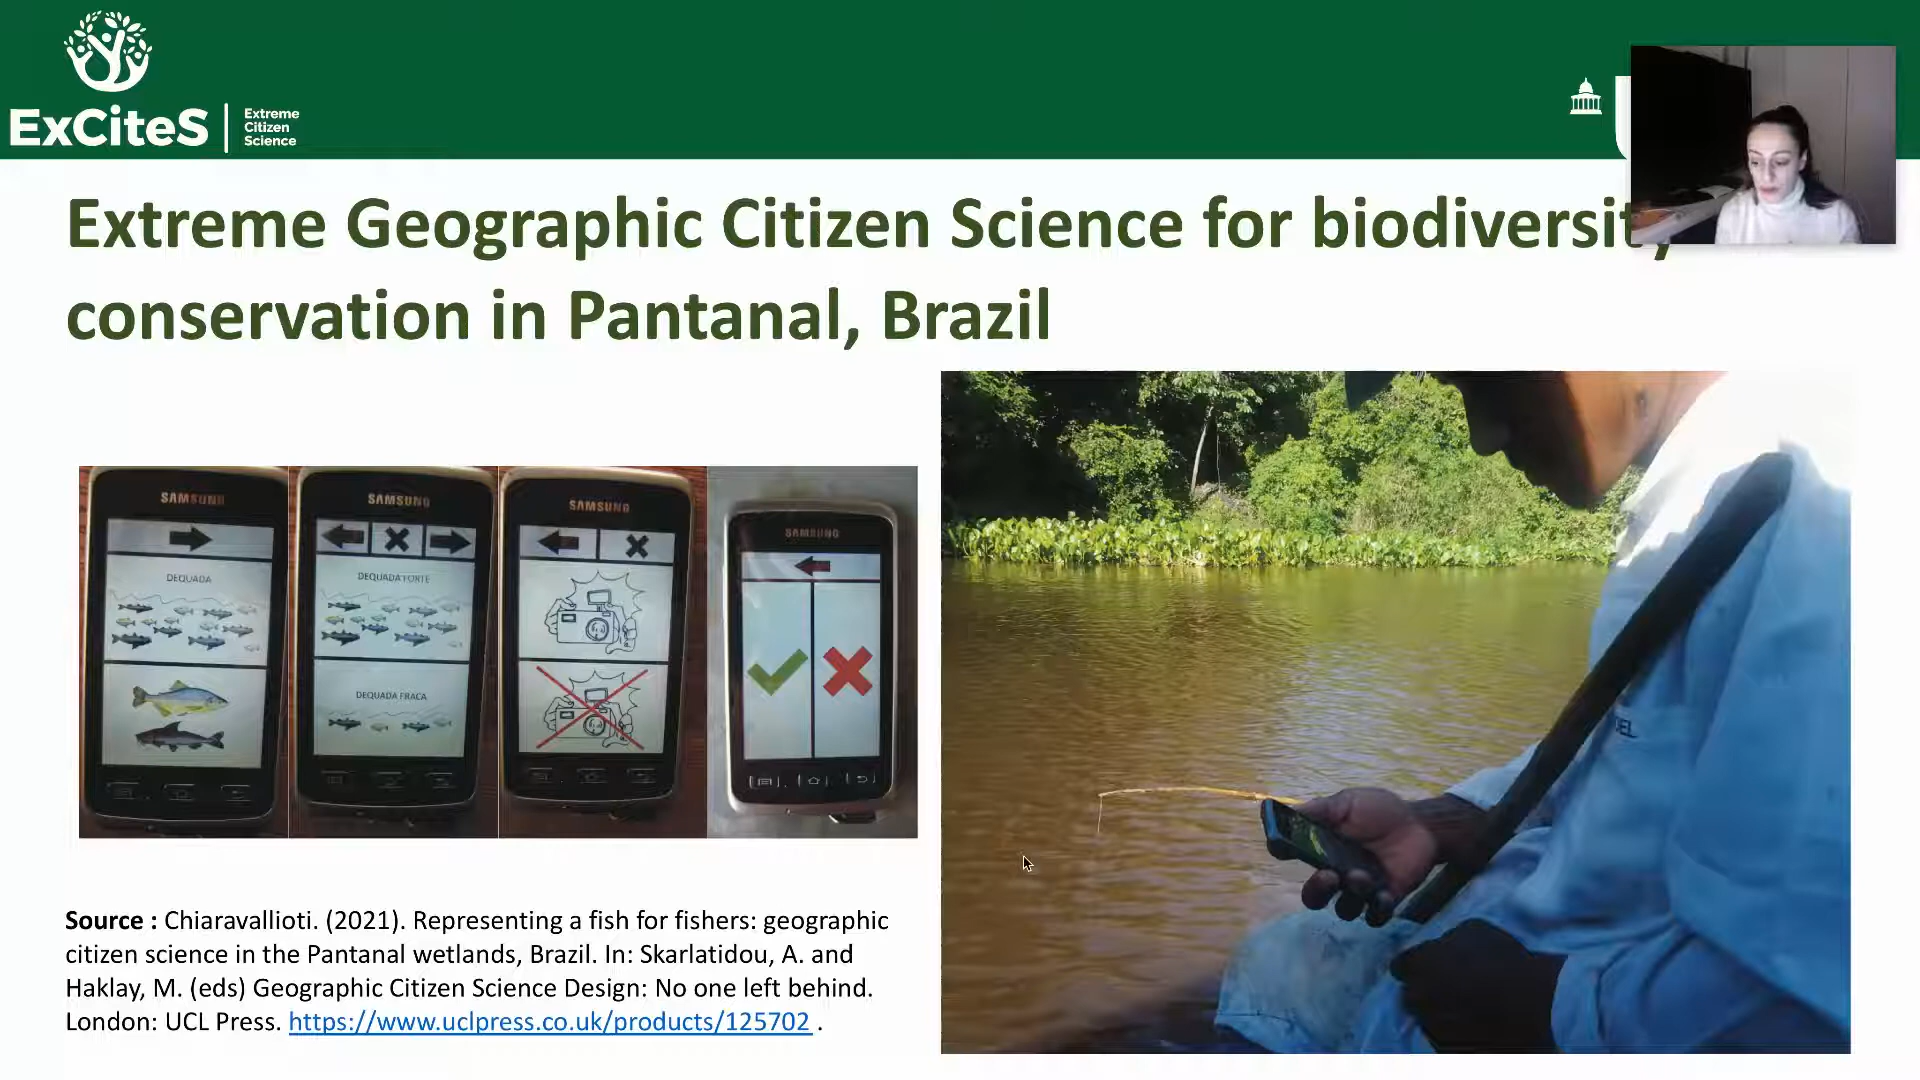 ExCiteS
Extreme
Citizen
Science
Extreme Geographic Citizen Science for biodiversity
conservation in Pantanal, Brazil
SAMSUNG
DEQUADA
SAMSUNG
DEQUADA FORTE
DEQUADA FRACA
SAMSUNG
SAMSUNG
Source : Chiaravallioti. (2021). Representing a fish for fishers: geographic
citizen science in the Pantanal wetlands, Brazil. In: Skarlatidou, A. and
Haklay, M. (eds) Geographic Citizen Science Design: No one left behind.
London: UCL Press. https://www.uclpress.co.uk/products/125702 .